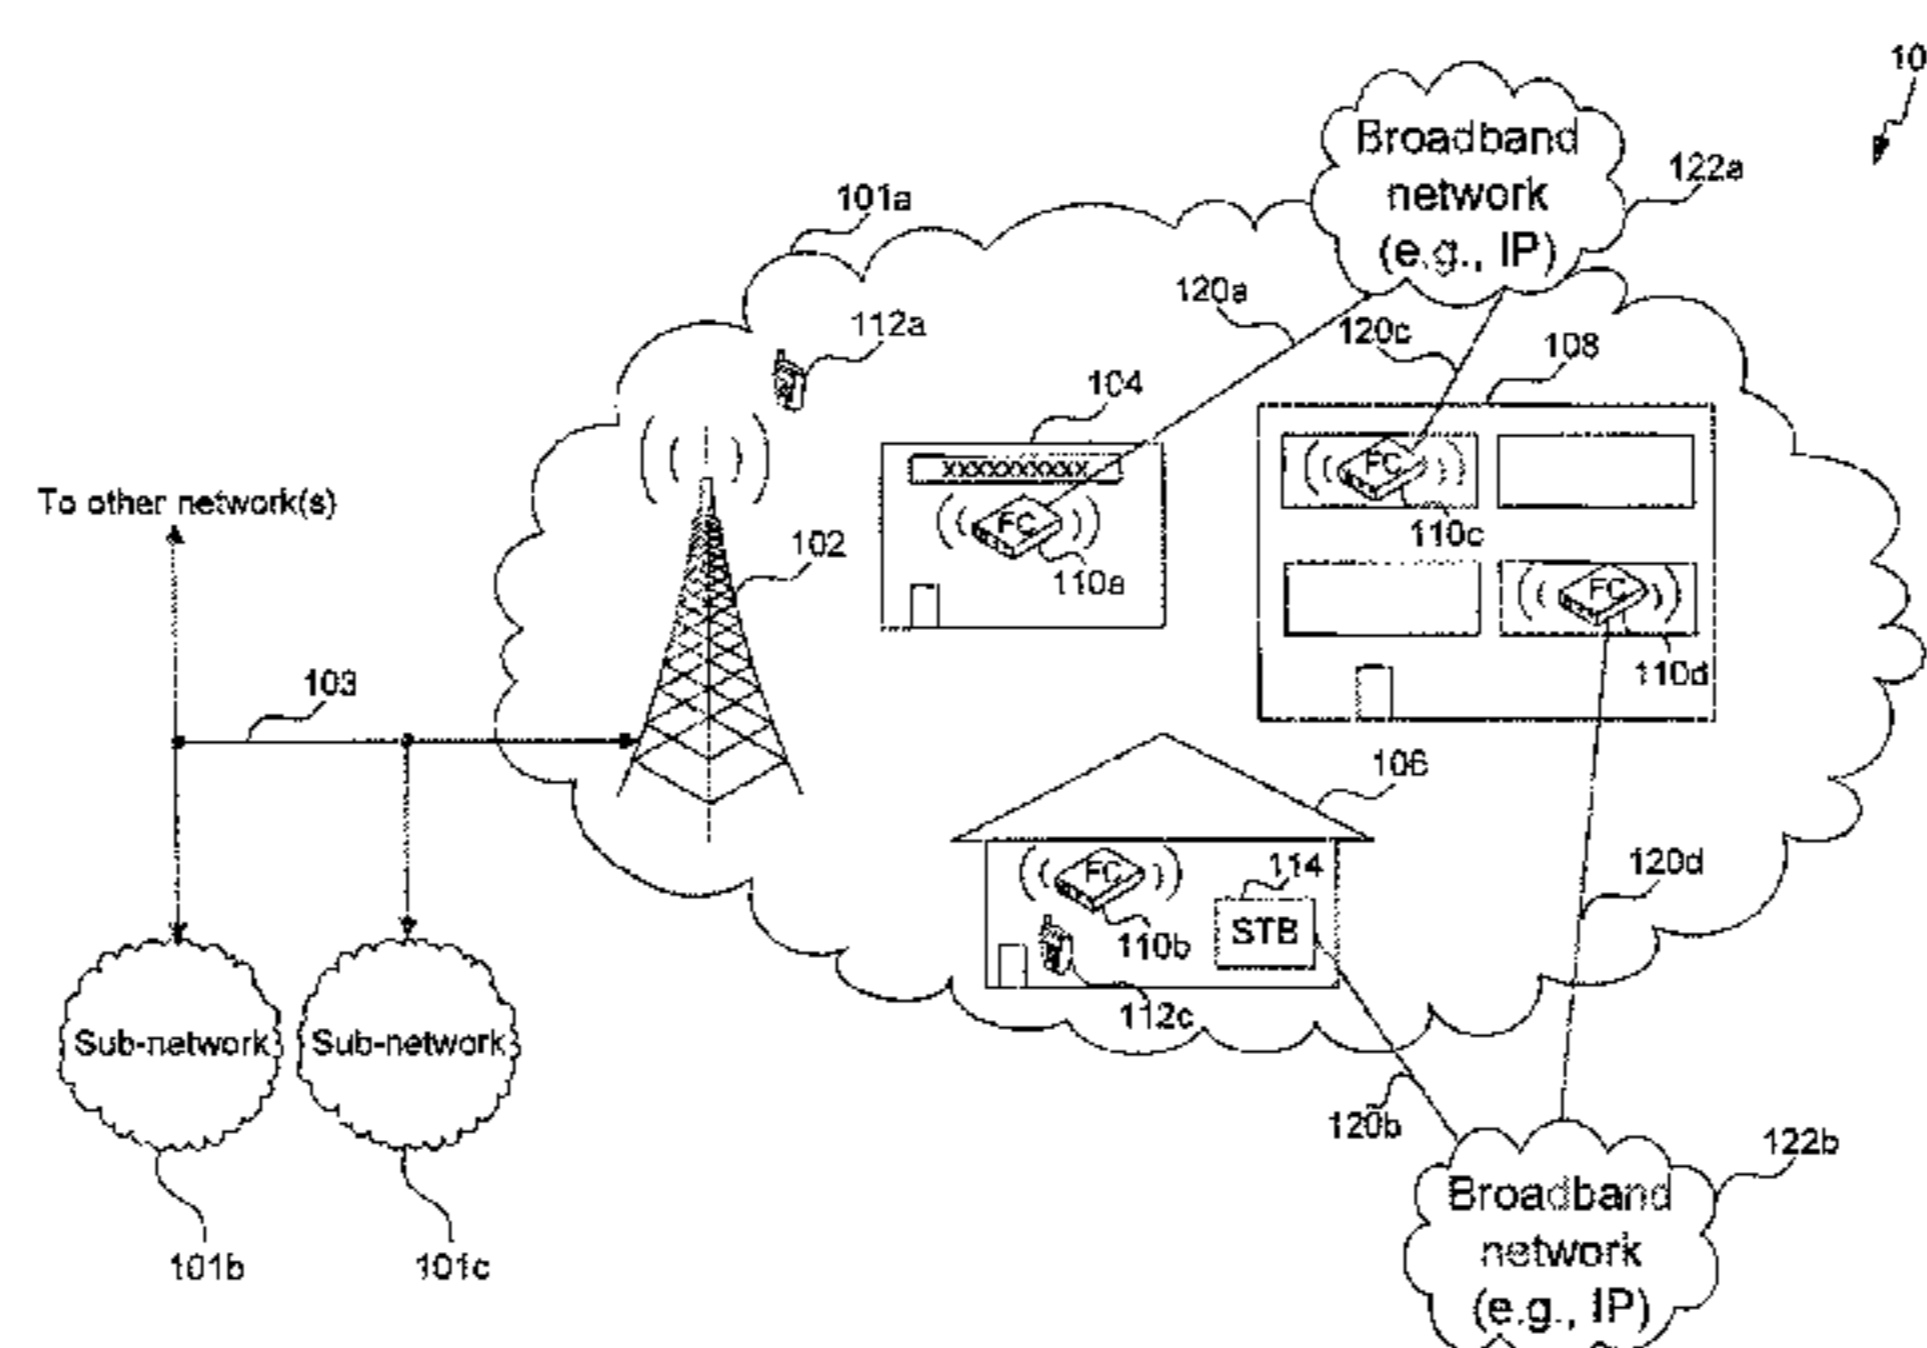 10
Broadband
network
(e.g., IP)
122a
101a
120a
112a
120c
108
104
XXXXXXXXXXX
FC
110a
FC
110c
FC
110d
To other network(s)
102
103
106
FC
110b
114
STB
112c
120d
Sub-network
Sub-network
120b
122b
Broadband
network
(e.g., IP)
101b
101c